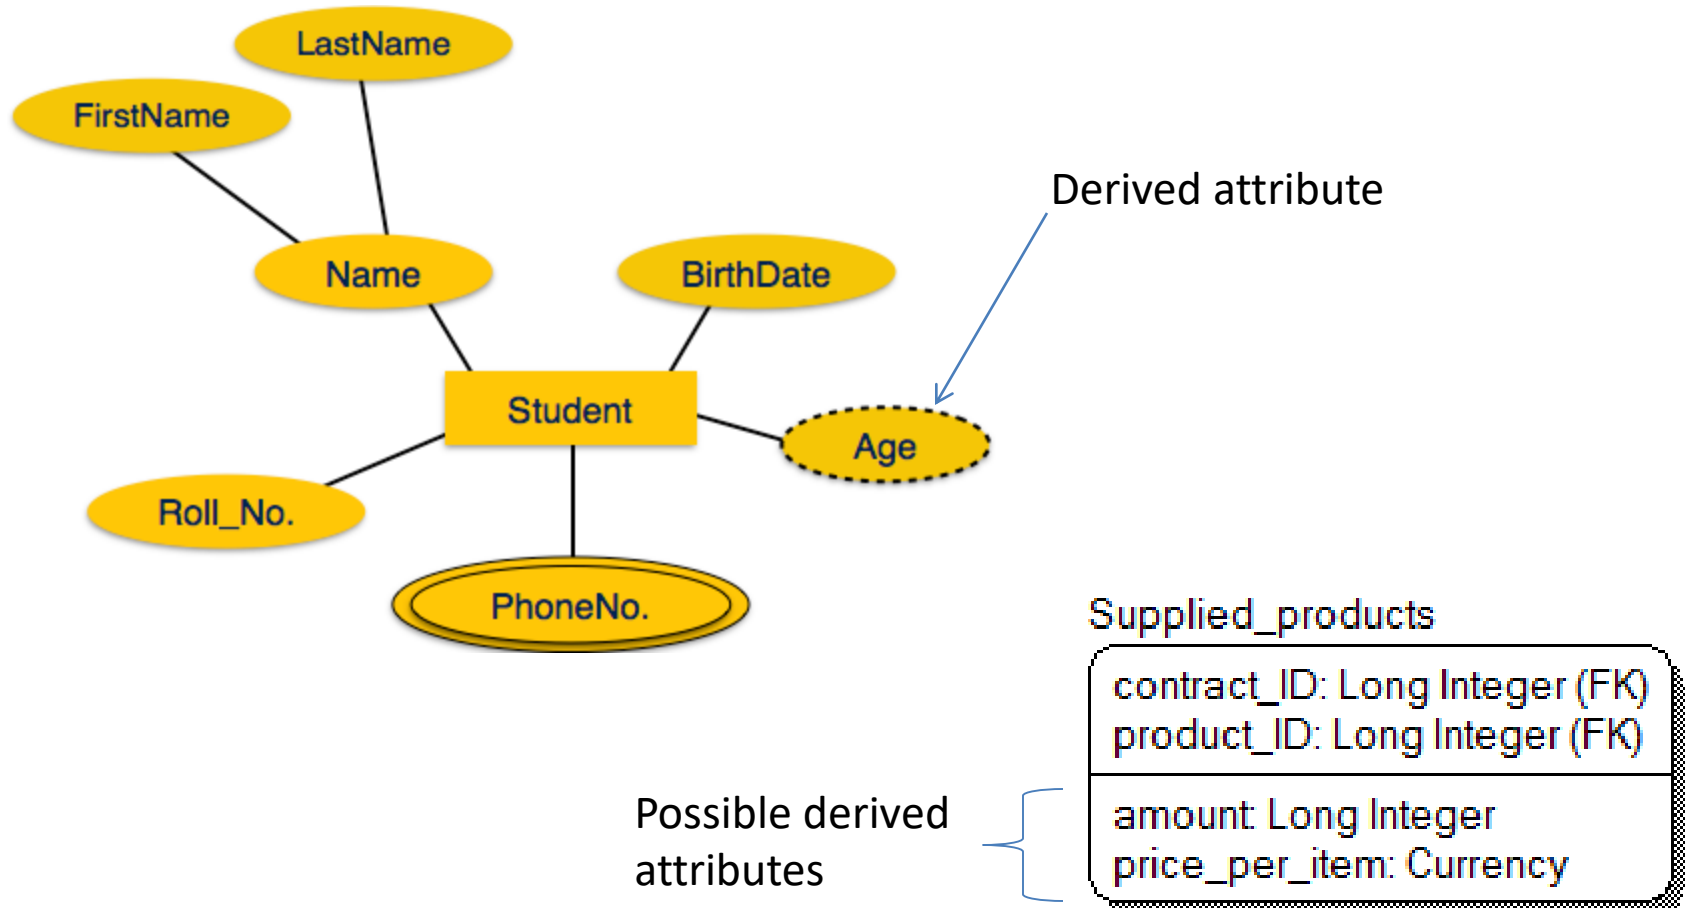 LastName
FirstName
Derived attribute
Name
BirthDate
Student
Age
Roll_No.
PhoneNo.
Supplied_products
contract_ID: Long Integer (FK)
product_ID: Long Integer (FK)
Possible derived
attributes
amount: Long Integer
price_per_item: Currency